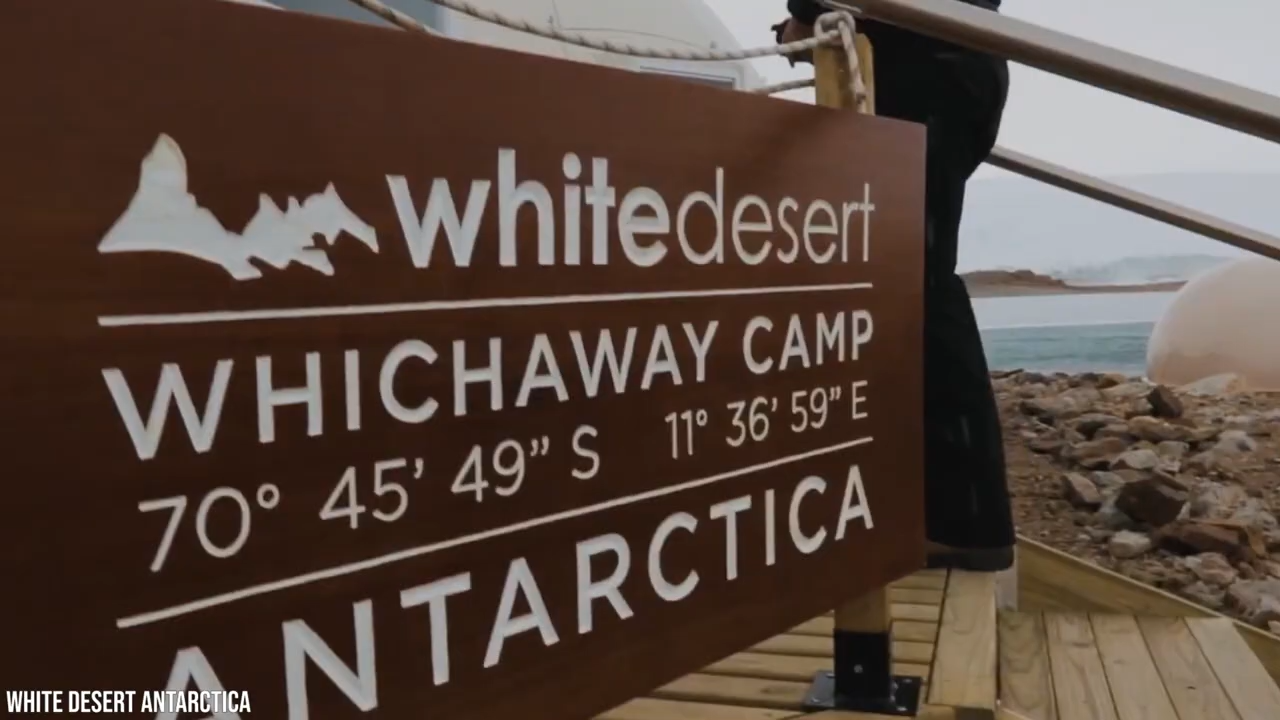 whitedesert
WHICHAWAY CAMP
70° 45’ 49” S 11° 36’ 59” E
ANTARCTICA
WHITE DESERT ANTARCTICA